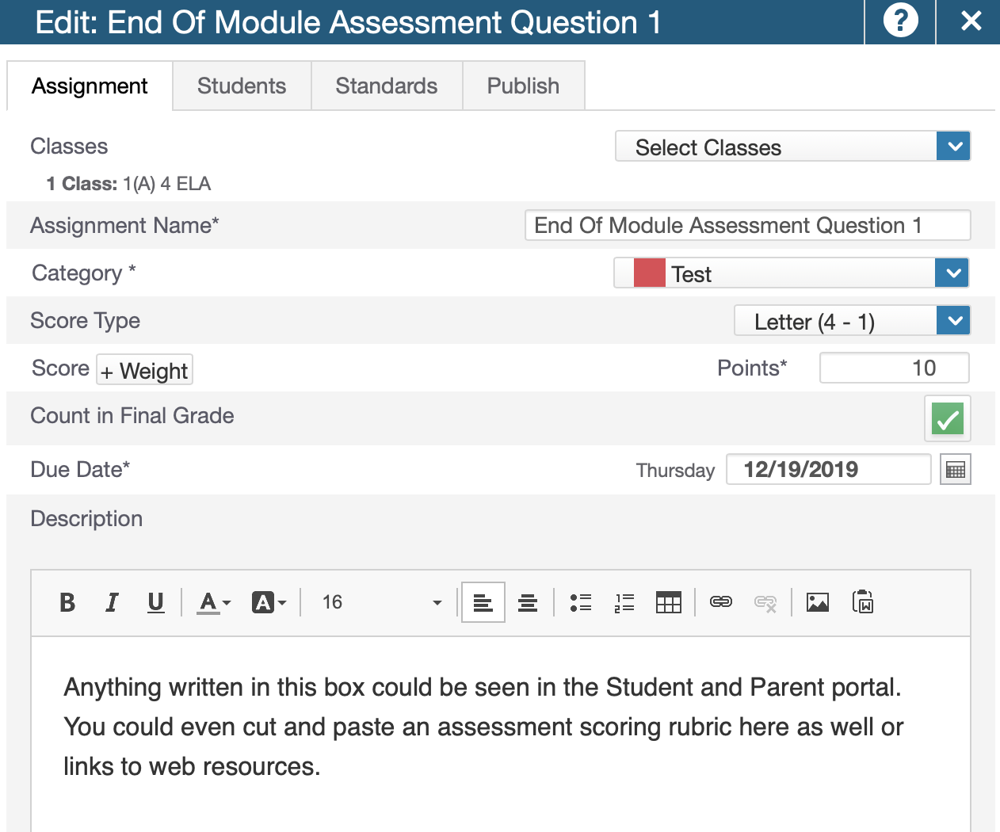 Edit: End Of Module Assessment Question 1
?
Assignment Students Standards Publish
Classes Select Classes
1 Class: 1(A) 4 ELA
Assignment Name* End Of Module Assessment Question 1
Category * Test
Score Type Letter (4 - 1)
Score + Weight Points* 10
Count in Final Grade
Due Date* Thursday 12/19/2019
Description
B I U A A 16
Anything written in this box could be seen in the Student and Parent portal.
You could even cut and paste an assessment scoring rubric here as well or
links to web resources.